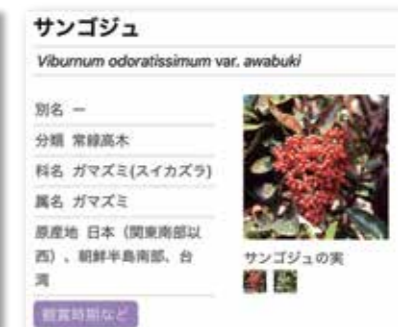 サンゴジュ
Viburnum odoratissimum var. awabuki
別名 ー
分類 常緑高木
科名 ガマズミ(スイカズラ)
属名 ガマズミ
原産地 日本（関東南部以
西）、朝鮮半島南部、台
湾
観賞時期など
サンゴジュの実